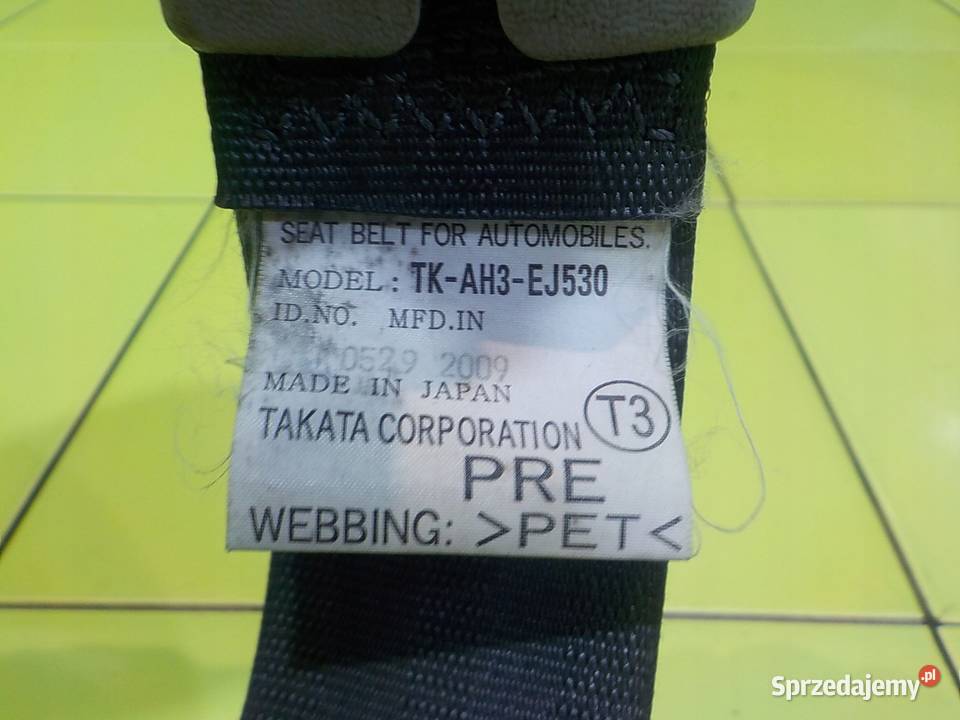 SEAT BELT FOR AUTOMOBILES.
MODEL: TK-AH3-EJ530
ID.NO. MFD.IN
0529 2009
MADE IN JAPAN
TAKATA CORPORATION T3
PRE
WEBBING: >PET<
Sprzedajemy.pl